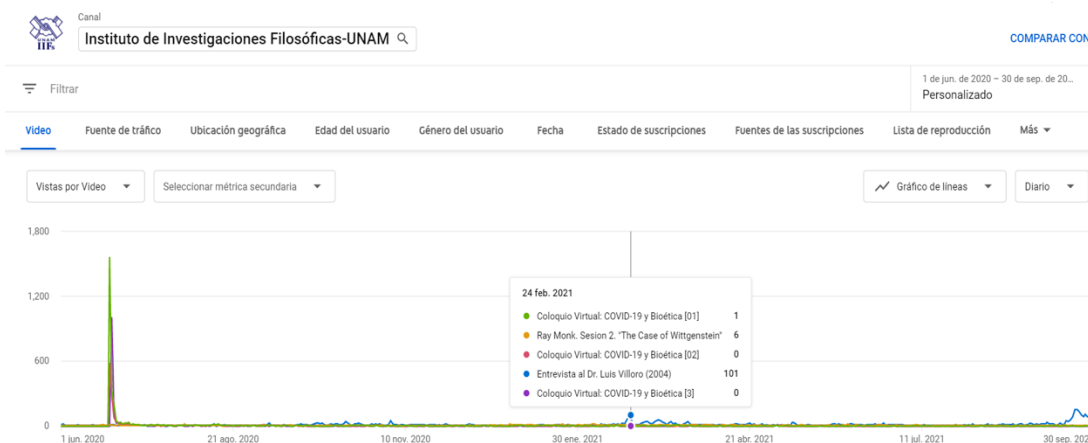 Canal
UNAM
IIFs
Instituto de Investigaciones Filosóficas-UNAM
COMPARAR CON
Filtrar
1 de jun. de 2020 – 30 de sep. de 20...
Personalizado
Video Fuente de tráfico Ubicación geográfica Edad del usuario Género del usuario Fecha Estado de suscripciones Fuentes de las suscripciones Lista de reproducción Más
Vistas por Video Seleccionar métrica secundaria Gráfico de líneas Diario
1,800
24 feb. 2021
1,200
Coloquio Virtual: COVID-19 y Bioética [01] 1
Ray Monk. Sesion 2. "The Case of Wittgenstein" 6
Coloquio Virtual: COVID-19 y Bioética [02] 0
600
Entrevista al Dr. Luis Villoro (2004) 101
Coloquio Virtual: COVID-19 y Bioética [3] 0
0
1 jun. 2020 21 ago. 2020 10 nov. 2020 30 ene. 2021 21 abr. 2021 11 jul. 2021 30 sep.